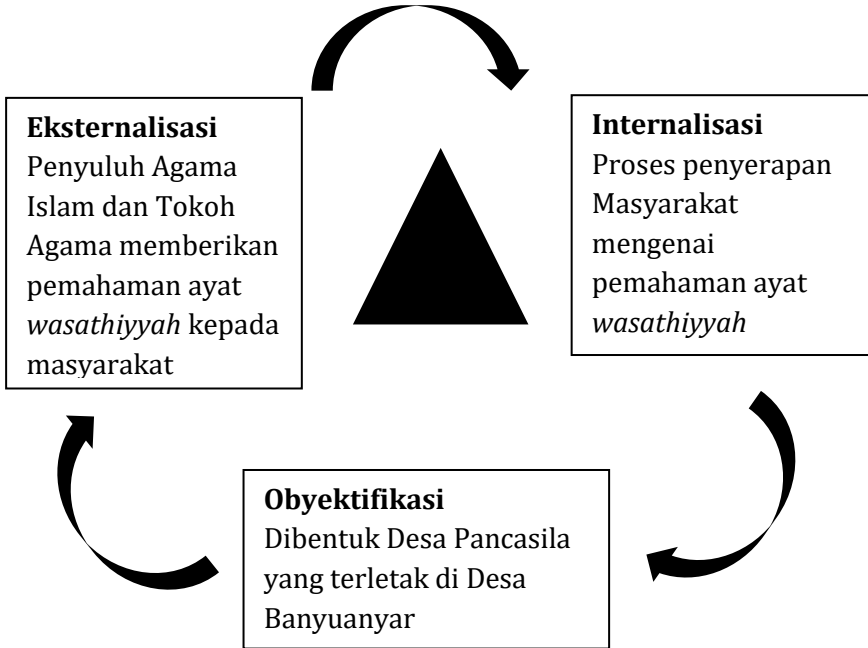 Eksternalisasi
Penyuluh Agama
Islam dan Tokoh
Agama memberikan
pemahaman ayat
wasathiyyah kepada
masyarakat
Internalisasi
Proses penyerapan
Masyarakat
mengenai
pemahaman ayat
wasathiyyah
Obyektifikasi
Dibentuk Desa Pancasila
yang terletak di Desa
Banyuanyar